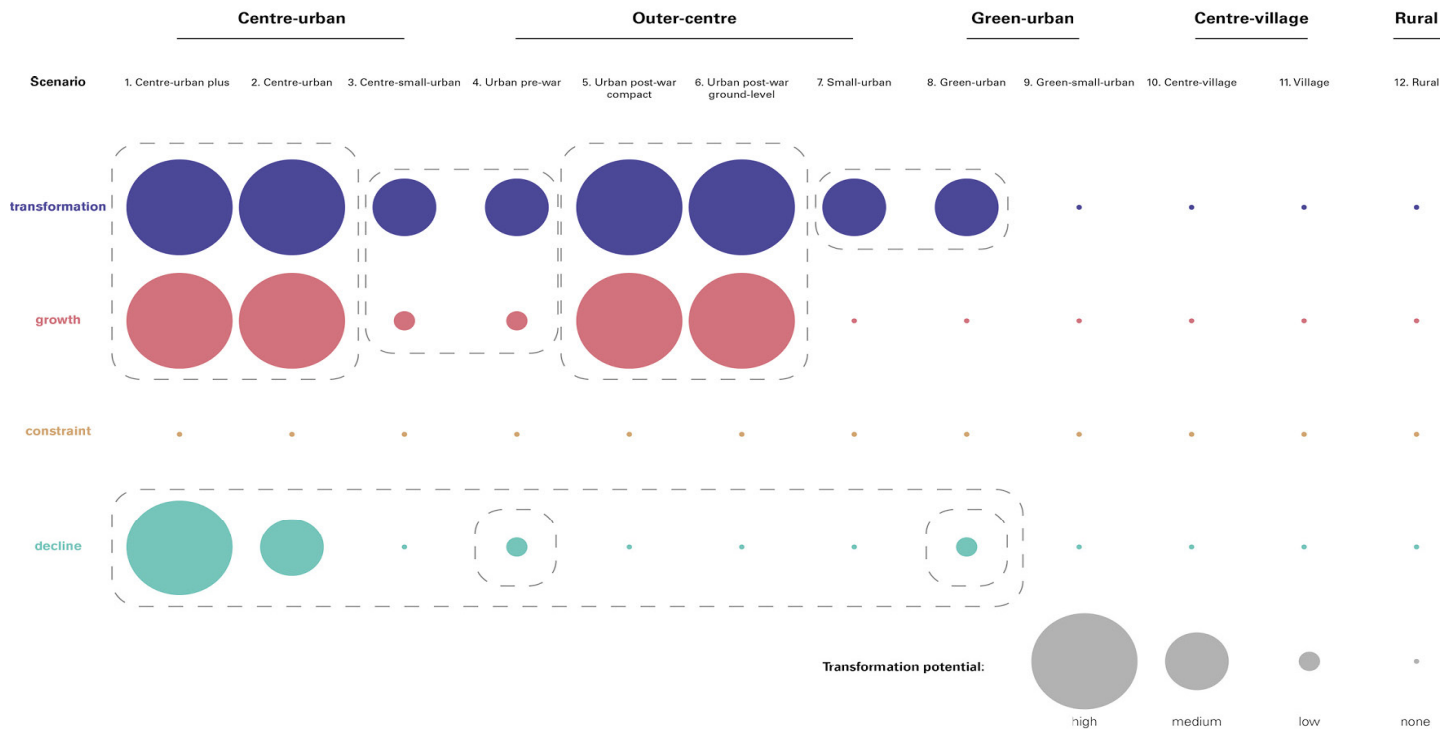 Centre-urban
Outer-centre
Green-urban
Centre-village
Rural
Scenario
1. Centre-urban plus
2. Centre-urban
3. Centre-small-urban
4. Urban pre-war
5. Urban post-war
compact
6. Urban post-war
ground-level
7. Small-urban
8. Green-urban
9. Green-small-urban
10. Centre-village
11. Village
12. Rural
transformation
growth
constraint
decline
Transformation potential:
high
medium
low
none